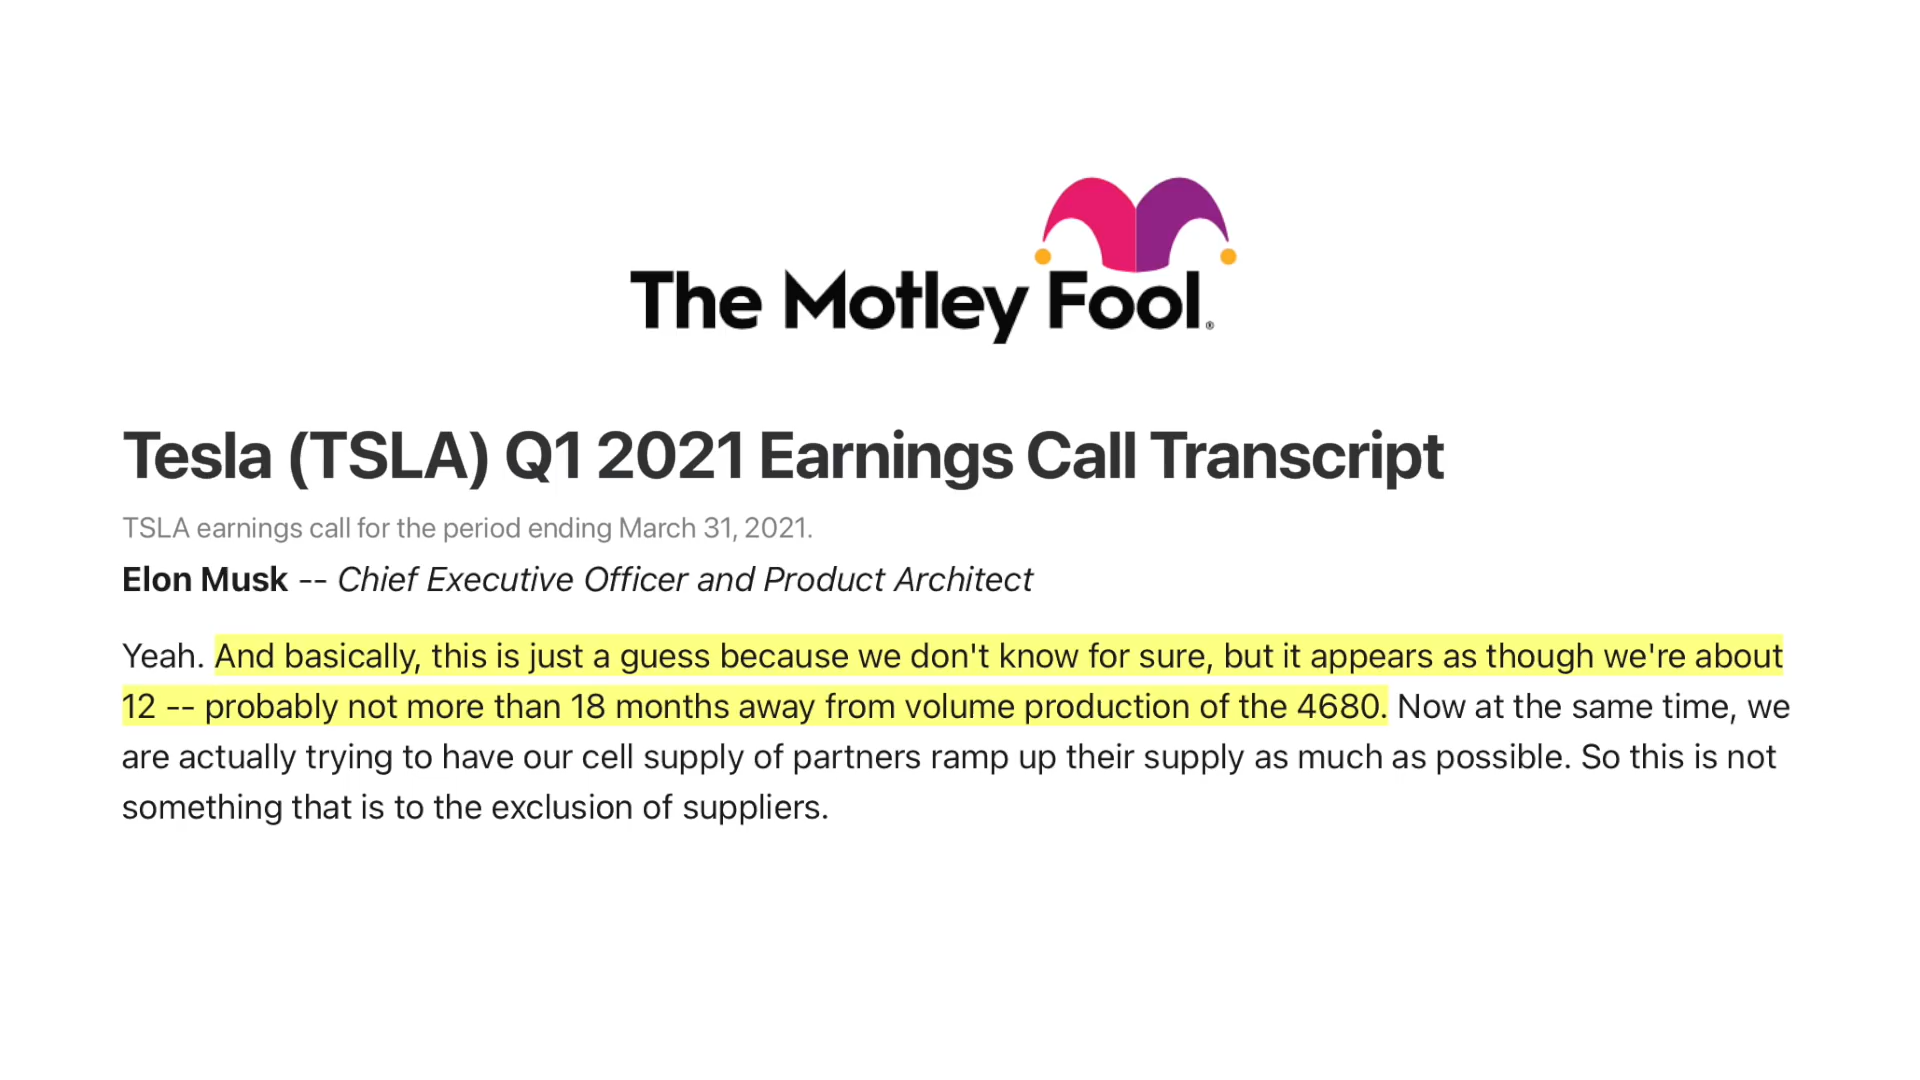 The Motley Fool®
Tesla (TSLA) Q1 2021 Earnings Call Transcript
TSLA earnings call for the period ending March 31, 2021.
Elon Musk -- Chief Executive Officer and Product Architect
Yeah. And basically, this is just a guess because we don't know for sure, but it appears as though we're about
12 -- probably not more than 18 months away from volume production of the 4680. Now at the same time, we
are actually trying to have our cell supply of partners ramp up their supply as much as possible. So this is not
something that is to the exclusion of suppliers.